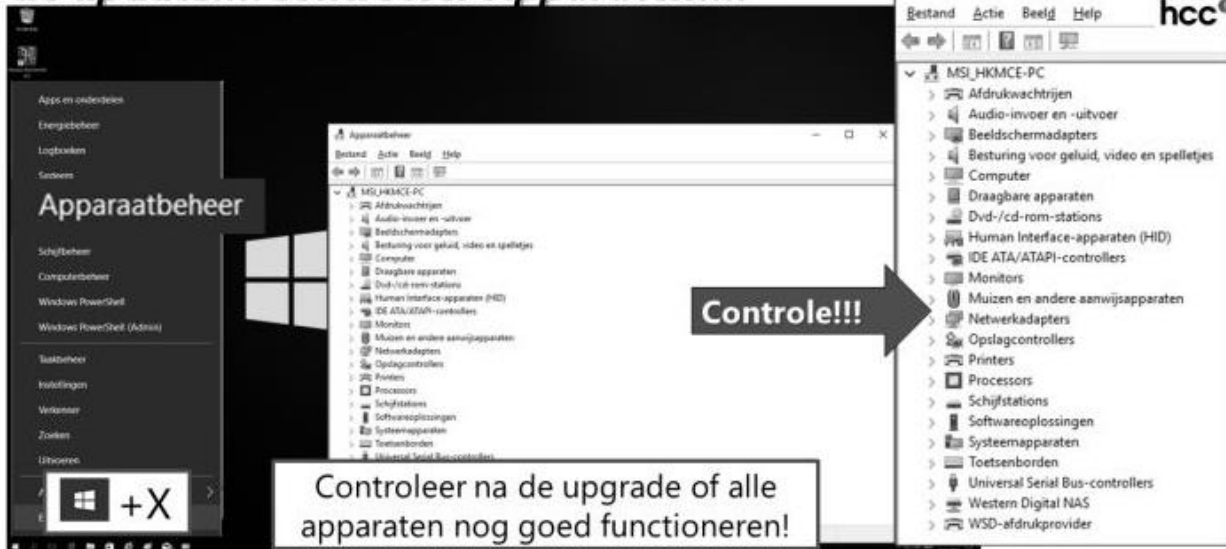 Bestand Actie Beeld Help
hcc
MSI_HKMCE-PC
Afdrukwachtrijen
Audio-invoer en -uitvoer
Beeldschermadapters
Besturing voor geluid, video en spelletjes
Computer
Draagbare apparaten
Dvd-/cd-rom-stations
Human Interface-apparaten (HID)
IDE ATA/ATAPI-controllers
Monitors
Muizen en andere aanwijsapparaten
Netwerkadapters
Opslagcontrollers
Printers
Processors
Schijfstations
Softwareoplossingen
Systeemapparaten
Toetsenborden
Universal Serial Bus-controllers
Western Digital NAS
WSD-afdrukprovider
Apps en onderdelen
Energiebeheer
Logboeken
Systeem
Apparaatbeheer
Schijfbeheer
Computerbeheer
Windows PowerShell
Windows PowerShell (Admin)
Taakbeheer
Instellingen
Verkenner
Zoeken
Uitvoeren
+X
Apparaatbeheer
Bestand Actie Beeld Help
MSI_HKMCE-PC
Afdrukwachtrijen
Audio-invoer en -uitvoer
Beeldschermadapters
Besturing voor geluid, video en spelletjes
Computer
Draagbare apparaten
Dvd-/cd-rom-stations
Human Interface-apparaten (HID)
IDE ATA/ATAPI-controllers
Monitors
Muizen en andere aanwijsapparaten
Netwerkadapters
Opslagcontrollers
Printers
Processors
Schijfstations
Softwareoplossingen
Systeemapparaten
Toetsenborden
Universal Serial Bus-controllers
Controle!!!
Controleer na de upgrade of alle
apparaten nog goed functioneren!